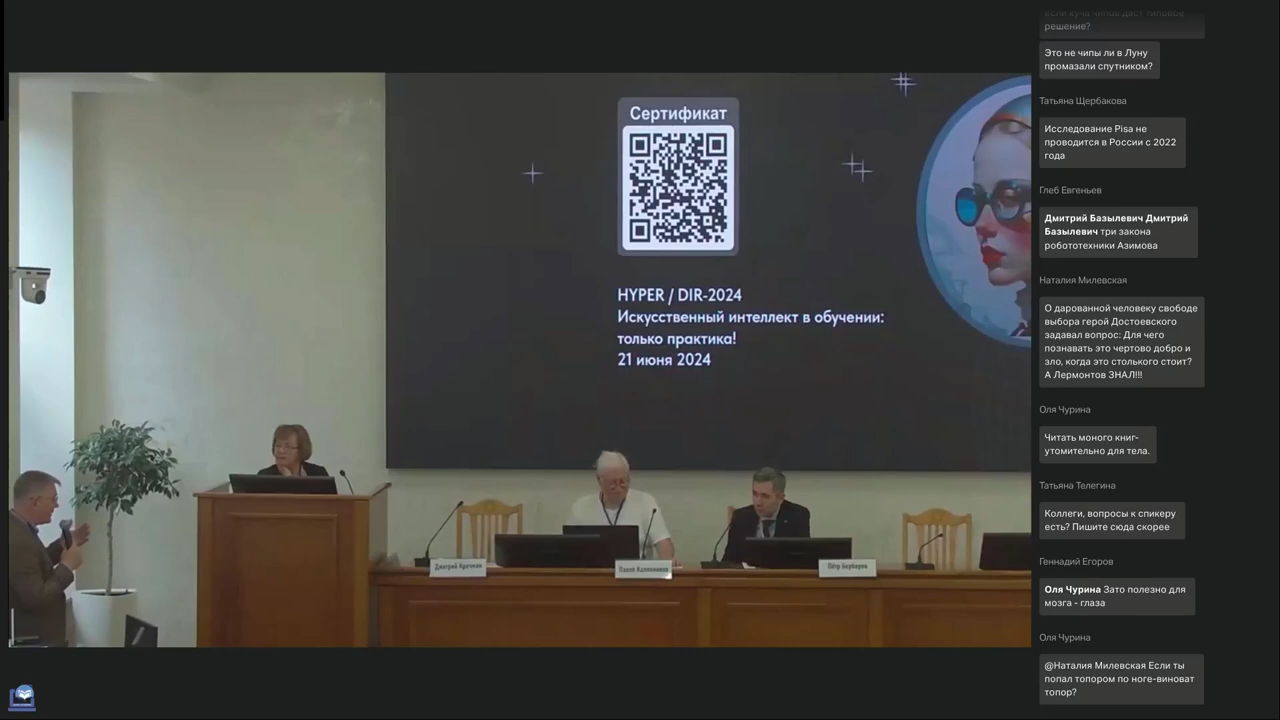 Сертификат
HYPER / DIR-2024
Искусственный интеллект в обучении:
только практика!
21 июня 2024
Дмитрий Крачман
Павел Калпенников
Пётр Барберов
решение?
Это не чипы ли в Луну
промазали спутником?
Татьяна Щербакова
Исследование Pisa не
проводится в России с 2022
года
Глеб Евгеньев
Дмитрий Базылевич Дмитрий
Базылевич три закона
робототехники Азимова
Наталия Милевская
О дарованной человеку свободе
выбора герой Достоевского
задавал вопрос: Для чего
познавать это чертово добро и
зло, когда это столького стоит?
А Лермонтов ЗНАЛ!!!
Оля Чурина
Читать моного книг-
утомительно для тела.
Татьяна Телегина
Коллеги, вопросы к спикеру
есть? Пишите сюда скорее
Геннадий Егоров
Оля Чурина Зато полезно для
мозга - глаза
Оля Чурина
@Наталия Милевская Если ты
попал топором по ноге-виноват
топор?